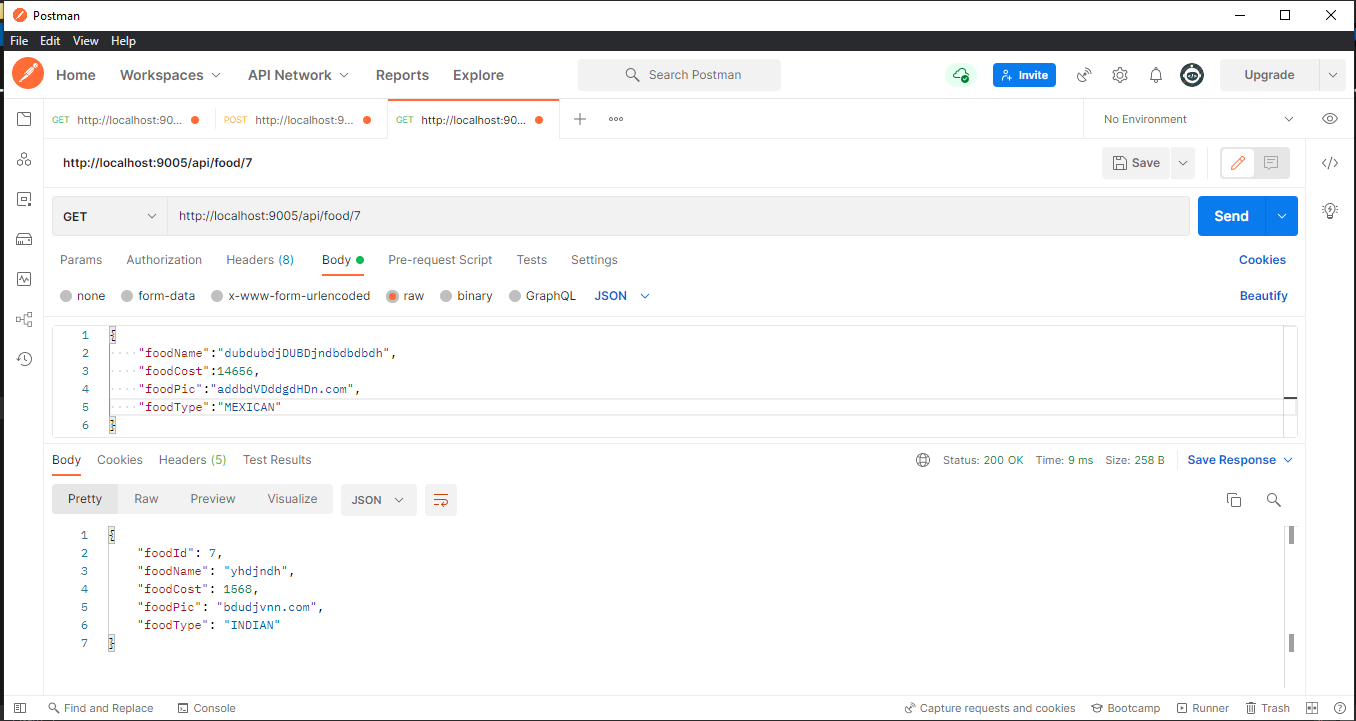 Postman
File Edit View Help
Home Workspaces API Network Reports Explore Search Postman Invite Upgrade
GET http://localhost:90... POST http://localhost:9... GET http://localhost:90... No Environment
http://localhost:9005/api/food/7 Save
GET http://localhost:9005/api/food/7 Send
Params Authorization Headers (8) Body Pre-request Script Tests Settings Cookies
none form-data x-www-form-urlencoded raw binary GraphQL JSON Beautify
1 {
2 "foodName":"dubdubdjDUBDjndbdbdbdh",
3 "foodCost":14656,
4 "foodPic":"addbdVDddgdHDn.com",
5 "foodType":"MEXICAN"
6 }
Body Cookies Headers (5) Test Results Status: 200 OK Time: 9 ms Size: 258 B Save Response
Pretty Raw Preview Visualize JSON
1 {
2 "foodId": 7,
3 "foodName": "yhdjndh",
4 "foodCost": 1568,
5 "foodPic": "bdudjvnn.com",
6 "foodType": "INDIAN"
7 }
Find and Replace Console Capture requests and cookies Bootcamp Runner Trash